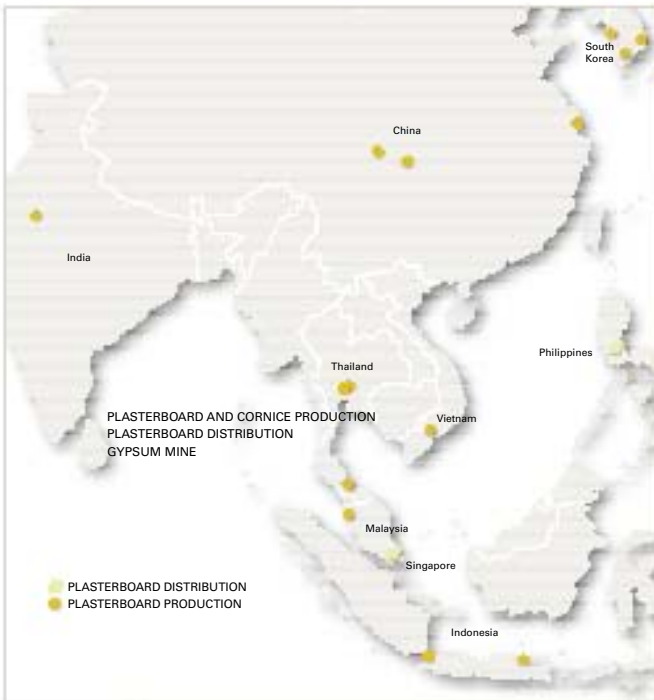 South
Korea
China
India
Philippines
Thailand
PLASTERBOARD AND CORNICE PRODUCTION
Vietnam
PLASTERBOARD DISTRIBUTION
GYPSUM MINE
Malaysia
Singapore
PLASTERBOARD DISTRIBUTION
PLASTERBOARD PRODUCTION
Indonesia